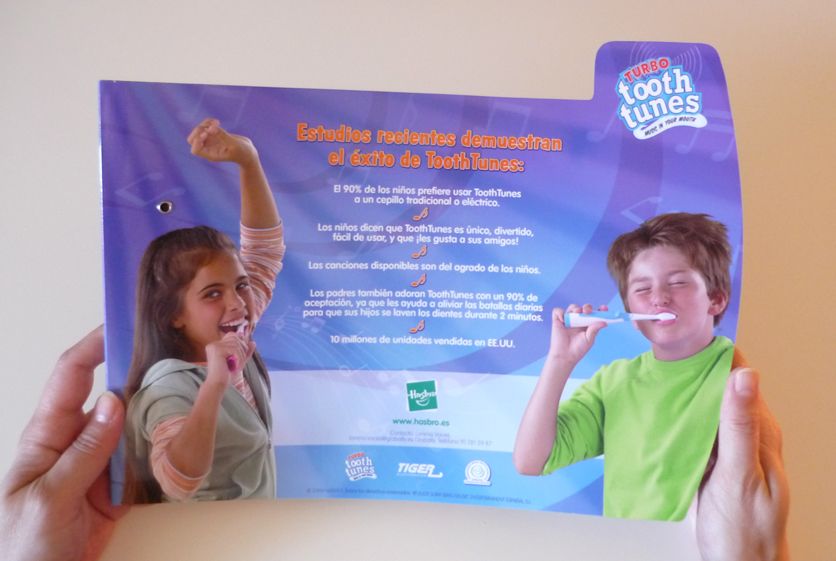 TURBO
tooth
tunes
MUSIC IN YOUR MOUTH
Estudios recientes demuestran
el éxito de ToothTunes:
El 90% de los niños prefiere usar ToothTunes
a un cepillo tradicional o eléctrico.
Los niños dicen que ToothTunes es único, divertido,
fácil de usar, y que ¡les gusta a sus amigos!
Las canciones disponibles son del agrado de los niños.
Los padres también adoran ToothTunes con un 90% de
aceptación, ya que les ayuda a aliviar las batallas diarias
para que sus hijos se laven los dientes durante 2 minutos.
10 millones de unidades vendidas en EE.UU.
Hasbro
www.hasbro.es
TURBO
tooth
tunes
TIGER